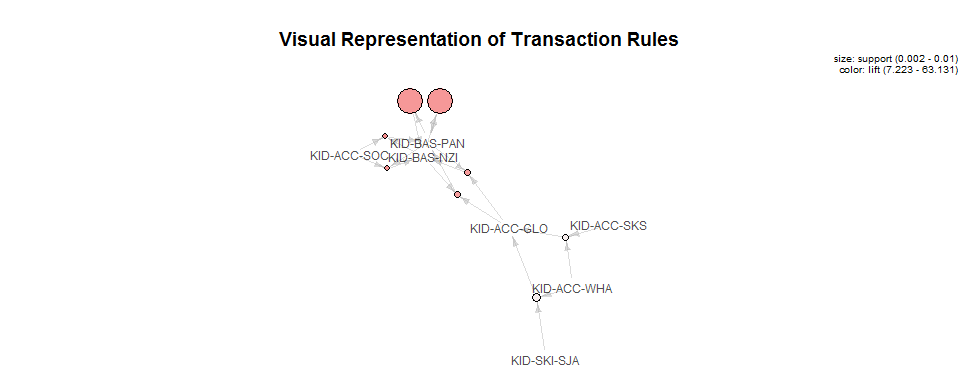 Visual Representation of Transaction Rules
size: support (0.002 - 0.01)
color: lift (7.223 - 63.131)
KID-BAS-PAN
KID-ACC-SOC
KID-BAS-NZI
KID-ACC-SKS
KID-ACC-GLO
KID-ACC-WHA
KID-SKI-SJA